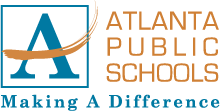 A
ATLANTA
PUBLIC
SCHOOLS
Making A Difference